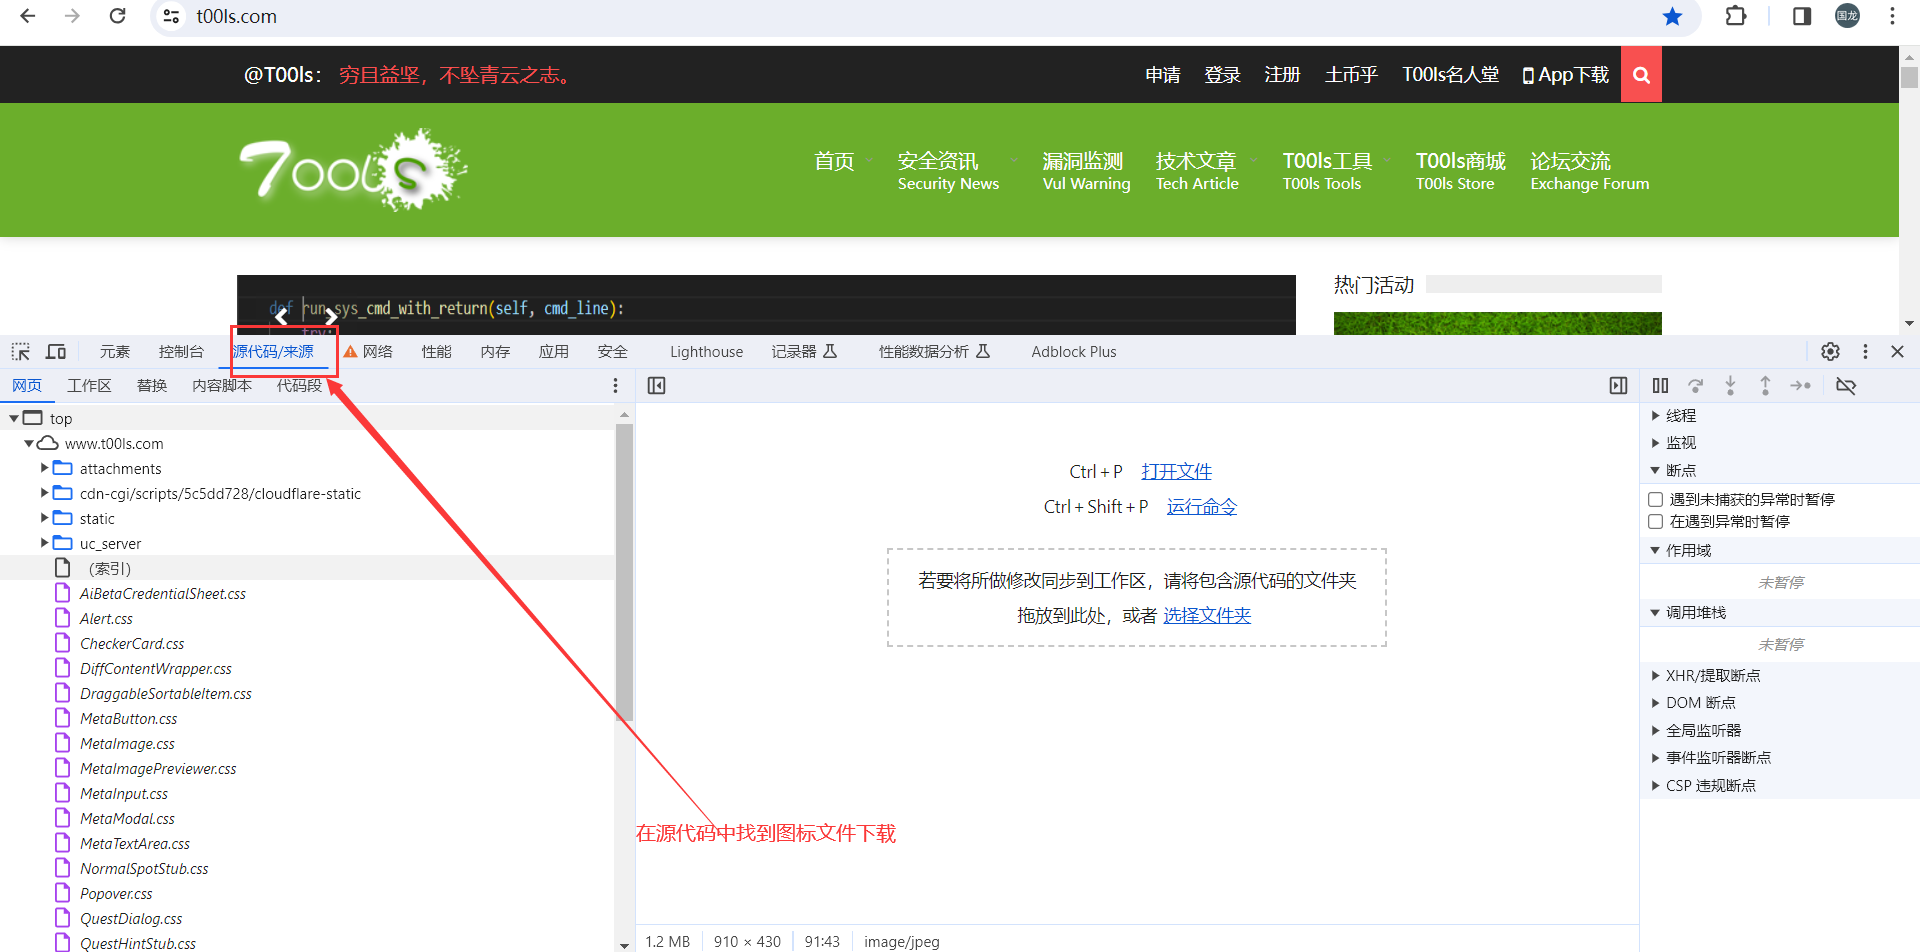 t00ls.com
国龙
@T00ls： 穷且益坚，不坠青云之志。
申请 登录 注册 土币乎 T00ls名人堂 App下载
Tools
首页 安全资讯 漏洞监测 技术文章 T00ls工具 T00ls商城 论坛交流
Security News Vul Warning Tech Article T00ls Tools T00ls Store Exchange Forum
热门活动
def run_sys_cmd_with_return(self, cmd_line):
try:
元素 控制台 源代码/来源 网络 性能 内存 应用 安全 Lighthouse 记录器 性能数据分析 Adblock Plus
网页 工作区 替换 内容脚本 代码段
top
www.t00ls.com
attachments
cdn-cgi/scripts/5c5dd728/cloudflare-static
static
uc_server
（索引）
AiBetaCredentialSheet.css
Alert.css
CheckerCard.css
DiffContentWrapper.css
DraggableSortableItem.css
MetaButton.css
MetaImage.css
MetaImagePreviewer.css
MetaInput.css
MetaModal.css
MetaTextArea.css
NormalSpotStub.css
Popover.css
QuestDialog.css
QuestHintStub.css
Ctrl + P 打开文件
Ctrl + Shift + P 运行命令
若要将所做修改同步到工作区，请将包含源代码的文件夹
拖放到此处，或者 选择文件夹
在源代码中找到图标文件下载
1.2 MB 910 × 430 91:43 image/jpeg
线程
监视
断点
遇到未捕获的异常时暂停
在遇到异常时暂停
作用域
未暂停
调用堆栈
未暂停
XHR/提取断点
DOM 断点
全局监听器
事件监听器断点
CSP 违规断点